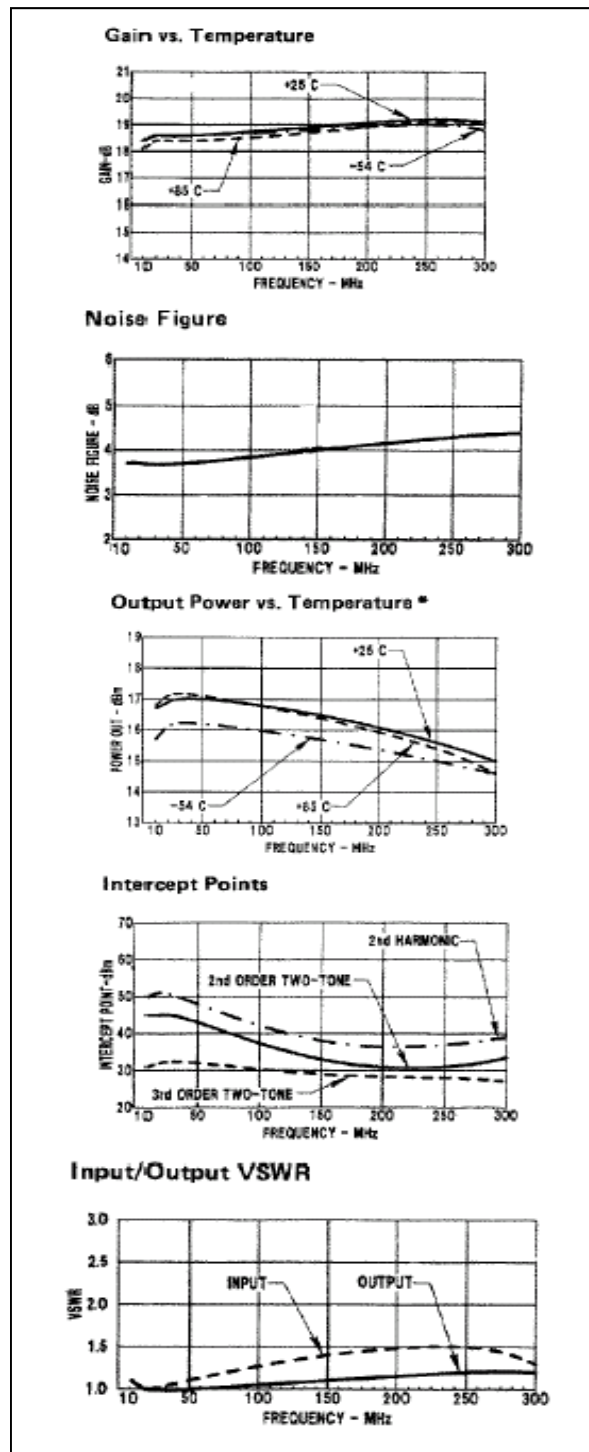 Gain vs. Temperature
21
20
19
18
17
16
15
14
GAIN-dB
+25 C
+85 C
-54 C
10 50 100 150 200 250 300
FREQUENCY - MHz
Noise Figure
6
5
4
3
2
NOISE FIGURE - dB
10 50 100 150 200 250 300
FREQUENCY - MHz
Output Power vs. Temperature*
19
18
17
16
15
14
13
POWER OUT - dBm
+25 C
-54 C
+85 C
10 50 100 150 200 250 300
FREQUENCY - MHz
Intercept Points
70
60
50
40
30
20
INTERCEPT POINT-dBm
2nd HARMONIC
2nd ORDER TWO-TONE
3rd ORDER TWO-TONE
10 50 100 150 200 250 300
FREQUENCY - MHz
Input/Output VSWR
3.0
2.5
2.0
1.5
1.0
VSWR
INPUT
OUTPUT
10 50 100 150 200 250 300
FREQUENCY - MHz